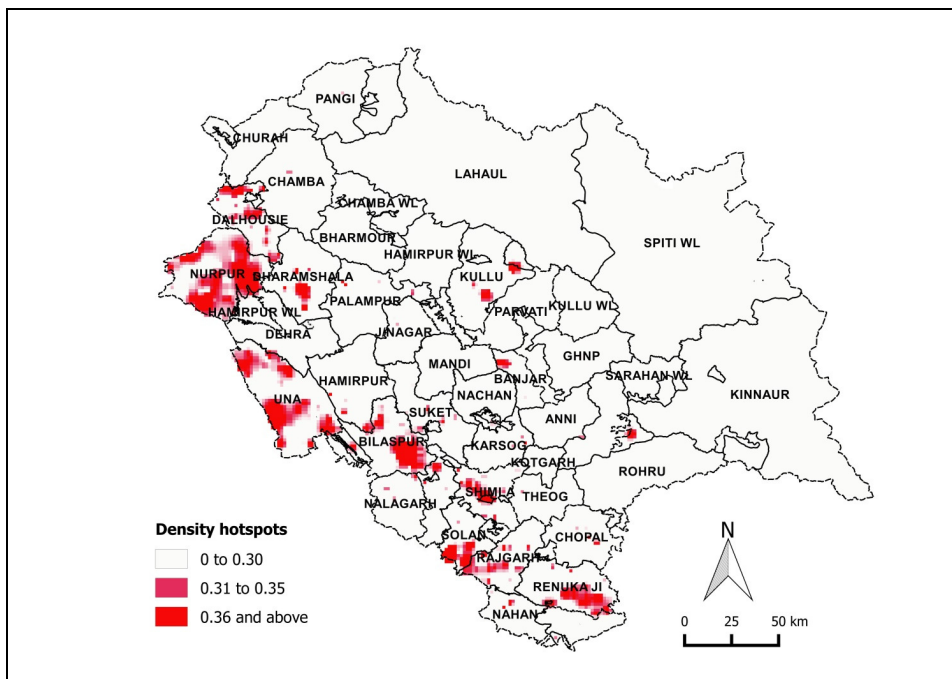 PANGI
CHURAH
LAHAUL
CHAMBA
CHAMBA WL
DALHOUSIE
BHARMOUR
SPITI WL
HAMIRPUR WL
NURPUR
DHARAMSHALA
KULLU
PALAMPUR
KULLU WL
HAMIRPUR WL
PARVATI
DEHRA
JINAGAR
GHNP
MANDI
SARAHAN WL
HAMIRPUR
BANJAR
KINNAUR
NACHAN
UNA
SUKET
ANNI
BILASPUR
KARSOG
KOTGARH
ROHRU
SHIMLA
THEOG
NALAGARH
SOLAN
CHOPAL
RAJGARH
RENUKA JI
NAHAN
Density hotspots
0 to 0.30
0.31 to 0.35
0.36 and above
N
0 25 50 km